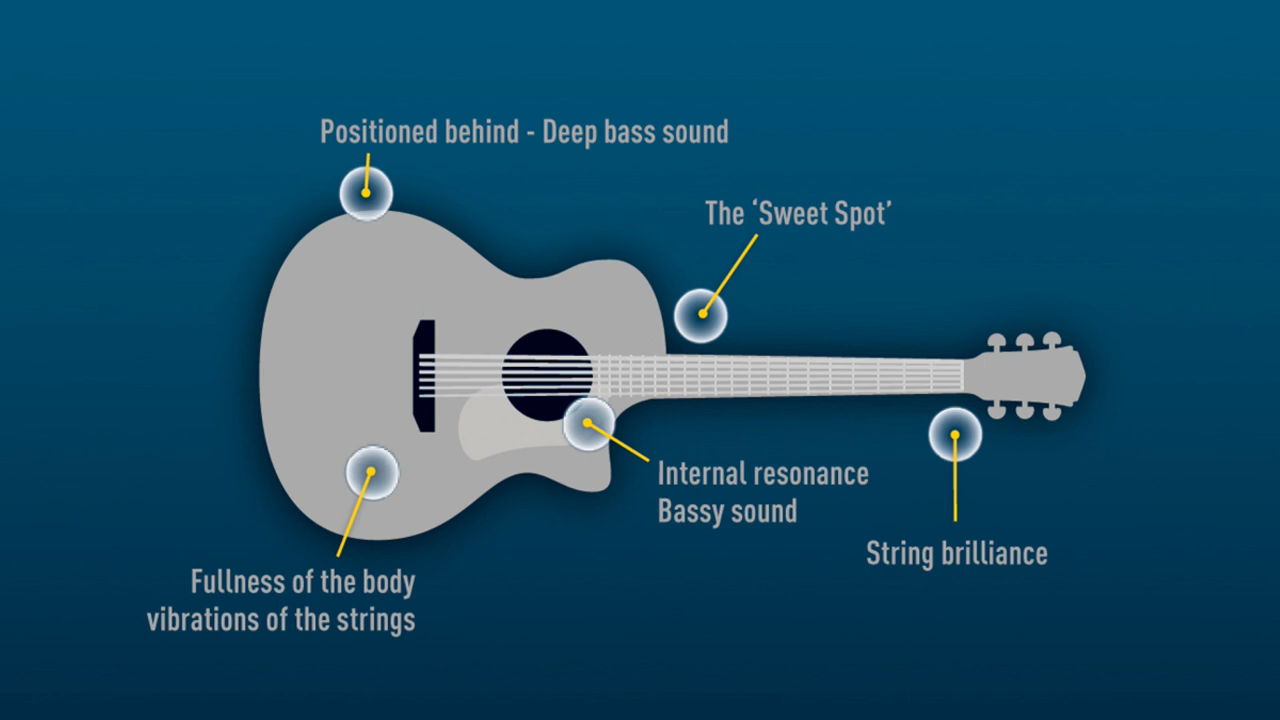 Positioned behind - Deep bass sound
The ‘Sweet Spot’
Internal resonance
Bassy sound
String brilliance
Fullness of the body
vibrations of the strings